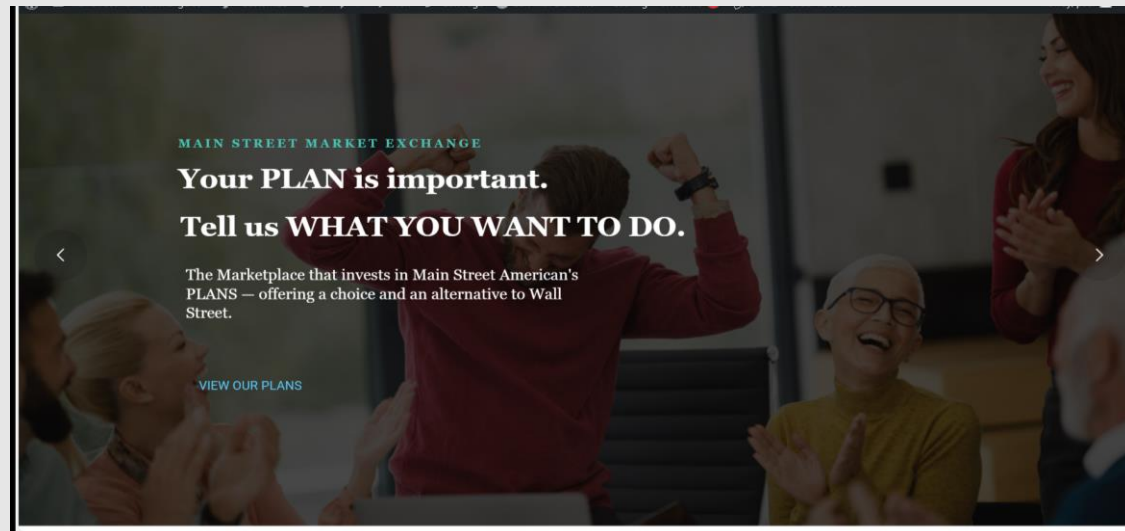 MAIN STREET MARKET EXCHANGE
Your PLAN is important.
Tell us WHAT YOU WANT TO DO.
The Marketplace that invests in Main Street American's
PLANS — offering a choice and an alternative to Wall
Street.
VIEW OUR PLANS